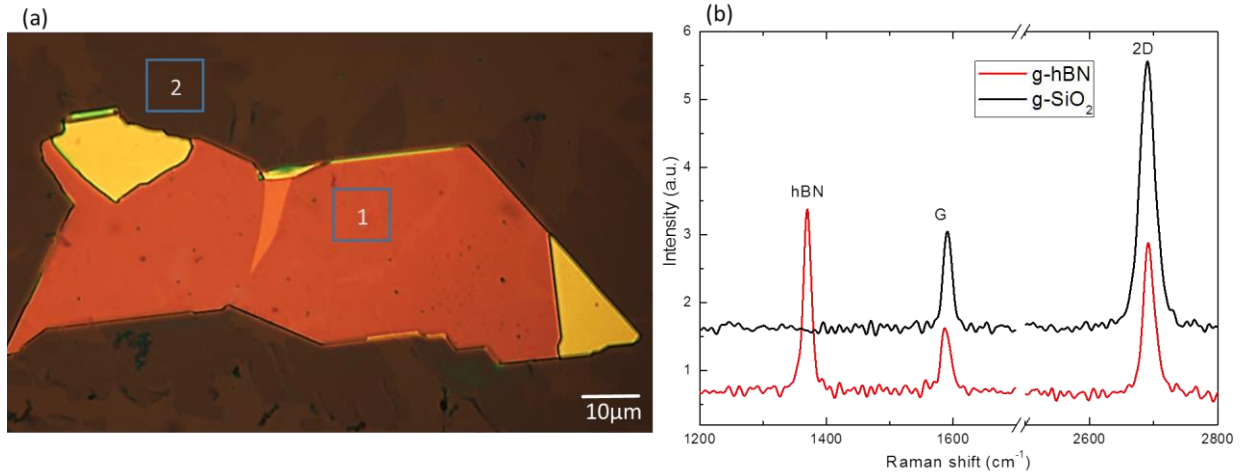 (a)
2
1
10μm
(b)
6
5
4
3
2
1
Intensity (a.u.)
g-hBN
g-SiO₂
hBN
G
2D
1200
1400
1600
2600
2800
Raman shift (cm⁻¹)